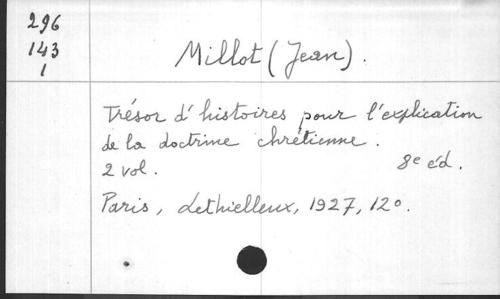 296
143
1
Millot (Jean).
Trésor d'histoires pour l'explication
de la doctrine chrétienne.
2 vol. 8e éd.
Paris, Lethielleux, 1927, 12o.